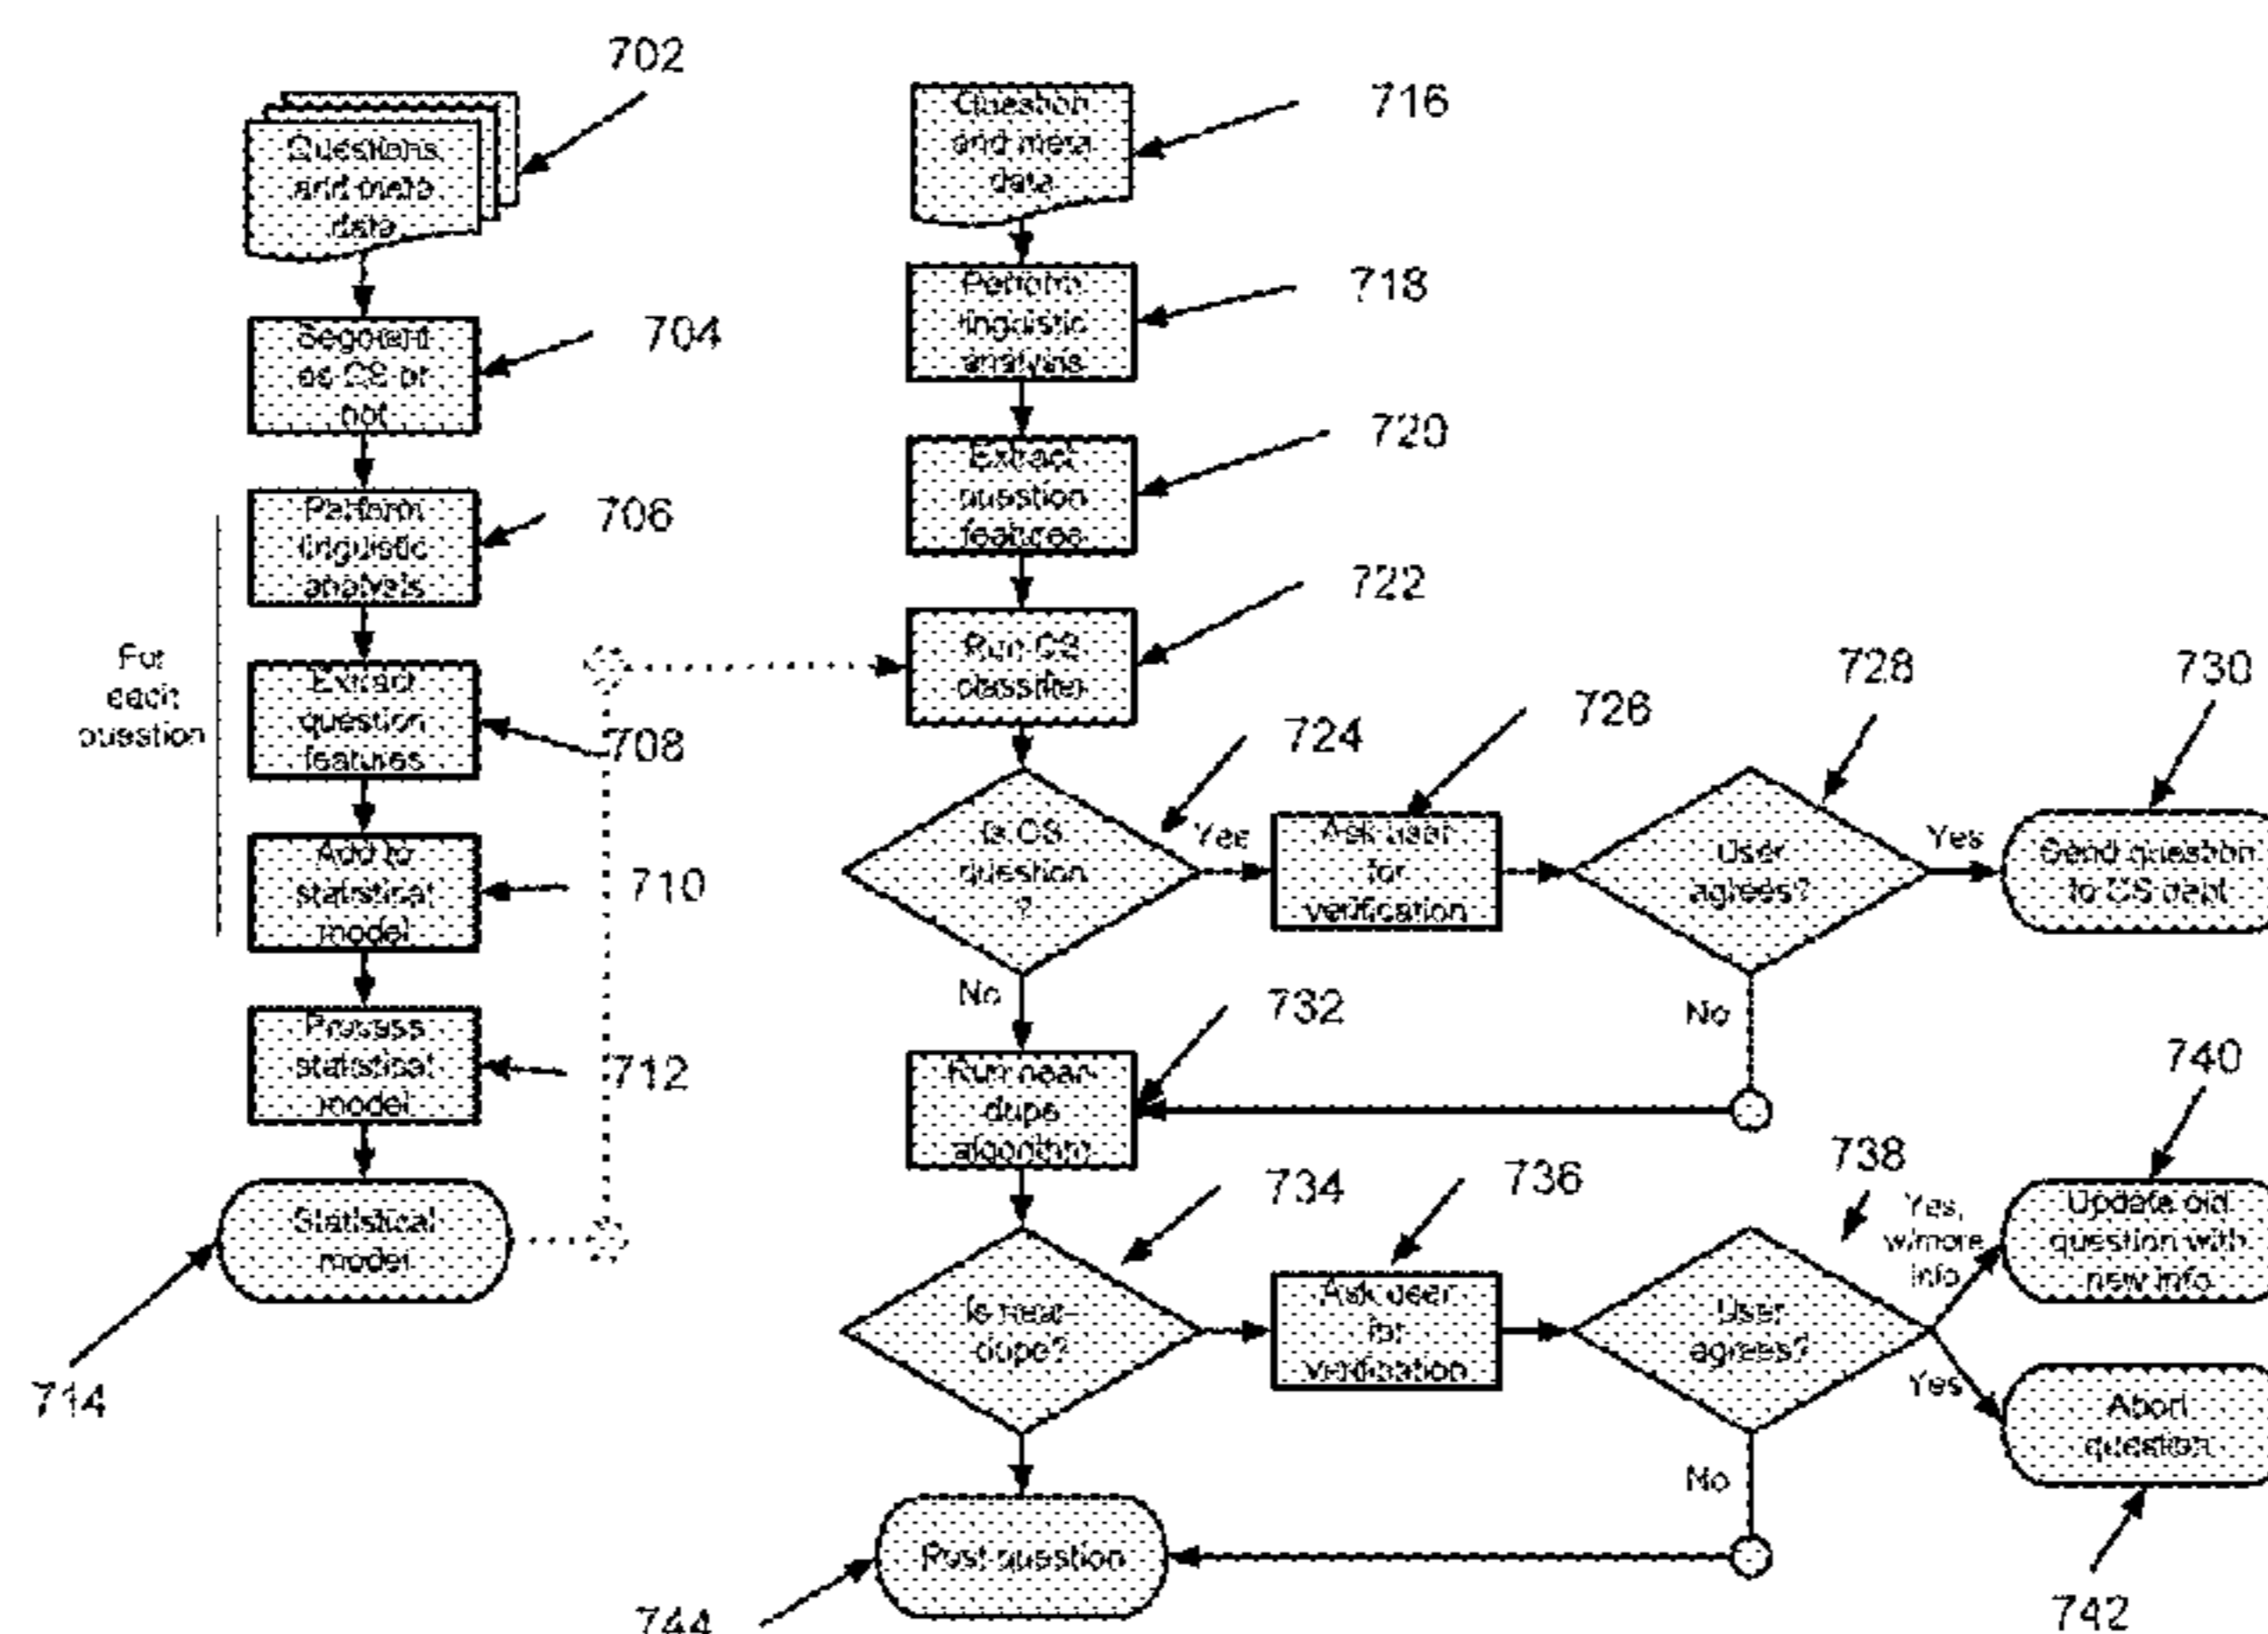 702
Questions
and meta
data
704
Segment
as CS or
not
706
Perform
linguistic
analysis
For
each
question
Extract
question
features
708
Add to
statistical
model
710
Process
statistical
model
712
Statistical
model
714
Question
and meta
data
716
Perform
linguistic
analysis
718
Extract
question
features
720
Run CS
classifier
722
Is CS
question
?
724
Yes
No
Ask user
for
verification
726
User
agrees?
728
Yes
No
Send question
to CS dept
730
Run near-
dupe
algorithm
732
Is near-
dupe?
734
Ask user
for
verification
736
User
agrees?
738
Yes,
w/more
info
Yes
No
Update old
question with
new info
740
Abort
question
742
Post question
744